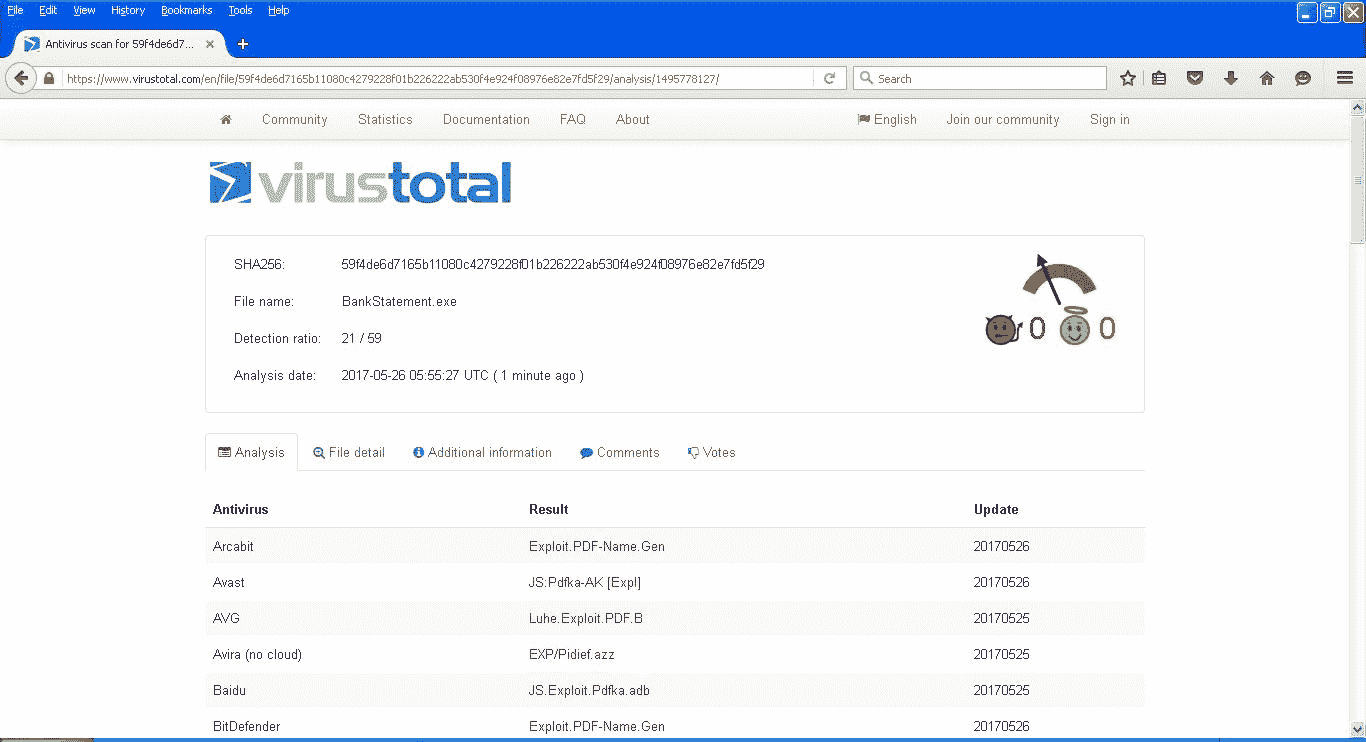 File Edit View History Bookmarks Tools Help
Antivirus scan for 59f4de6d7...
https://www.virustotal.com/en/file/59f4de6d7165b11080c4279228f01b226222ab530f4e924f08976e82e7fd5f29/analysis/1495778127/
Search
Community Statistics Documentation FAQ About English Join our community Sign in
virustotal
SHA256: 59f4de6d7165b11080c4279228f01b226222ab530f4e924f08976e82e7fd5f29
File name: BankStatement.exe
Detection ratio: 21 / 59
0 0
Analysis date: 2017-05-26 05:55:27 UTC ( 1 minute ago )
Analysis File detail Additional information Comments Votes
Antivirus Result Update
Arcabit Exploit.PDF-Name.Gen 20170526
Avast JS:Pdfka-AK [Expl] 20170526
AVG Luhe.Exploit.PDF.B 20170525
Avira (no cloud) EXP/Pidief.azz 20170525
Baidu JS.Exploit.Pdfka.adb 20170525
BitDefender Exploit.PDF-Name.Gen 20170526